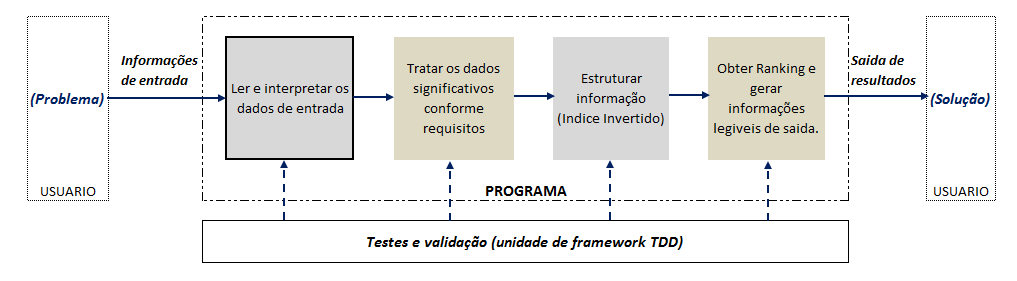 (Problema)
USUARIO
Informações
de entrada
Ler e interpretar os
dados de entrada
Tratar os dados
significativos
conforme
requisitos
Estruturar
informação
(Indice Invertido)
Obter Ranking e
gerar
informações
legiveis de saida.
PROGRAMA
Saida de
resultados
(Solução)
USUARIO
Testes e validação (unidade de framework TDD)